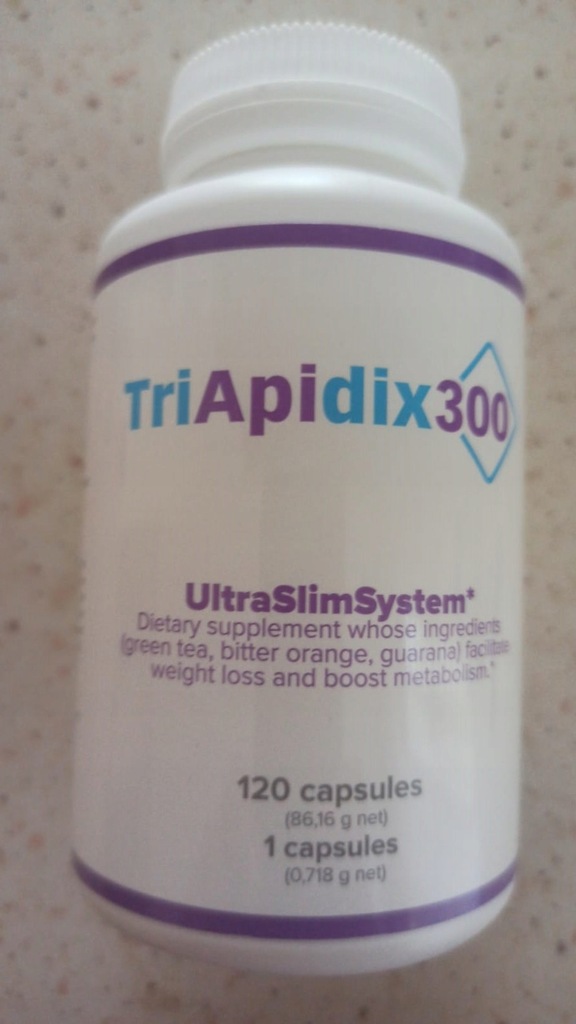 TriApidix300
UltraSlimSystem*
Dietary supplement whose ingredients
(green tea, bitter orange, guarana) facilitate
weight loss and boost metabolism.*
120 capsules
(86,16 g net)
1 capsules
(0,718 g net)